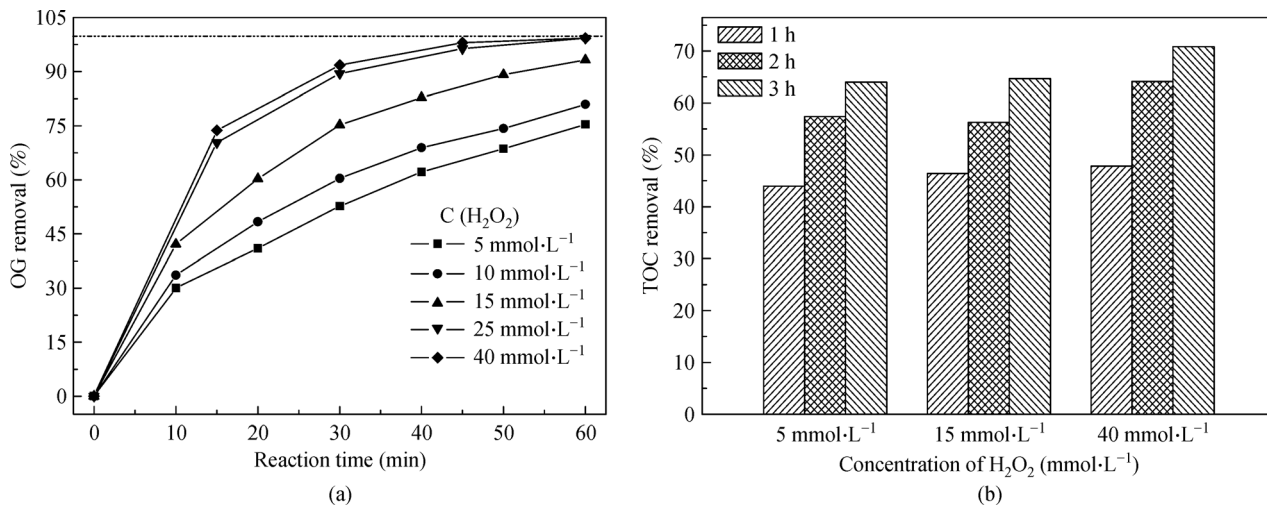 105
90
75
60
45
30
15
0
OG removal (%)
C (H₂O₂)
5 mmol·L⁻¹
10 mmol·L⁻¹
15 mmol·L⁻¹
25 mmol·L⁻¹
40 mmol·L⁻¹
0 10 20 30 40 50 60
Reaction time (min)
(a)
70
60
50
40
30
20
10
0
TOC removal (%)
1 h
2 h
3 h
5 mmol·L⁻¹ 15 mmol·L⁻¹ 40 mmol·L⁻¹
Concentration of H₂O₂ (mmol·L⁻¹)
(b)